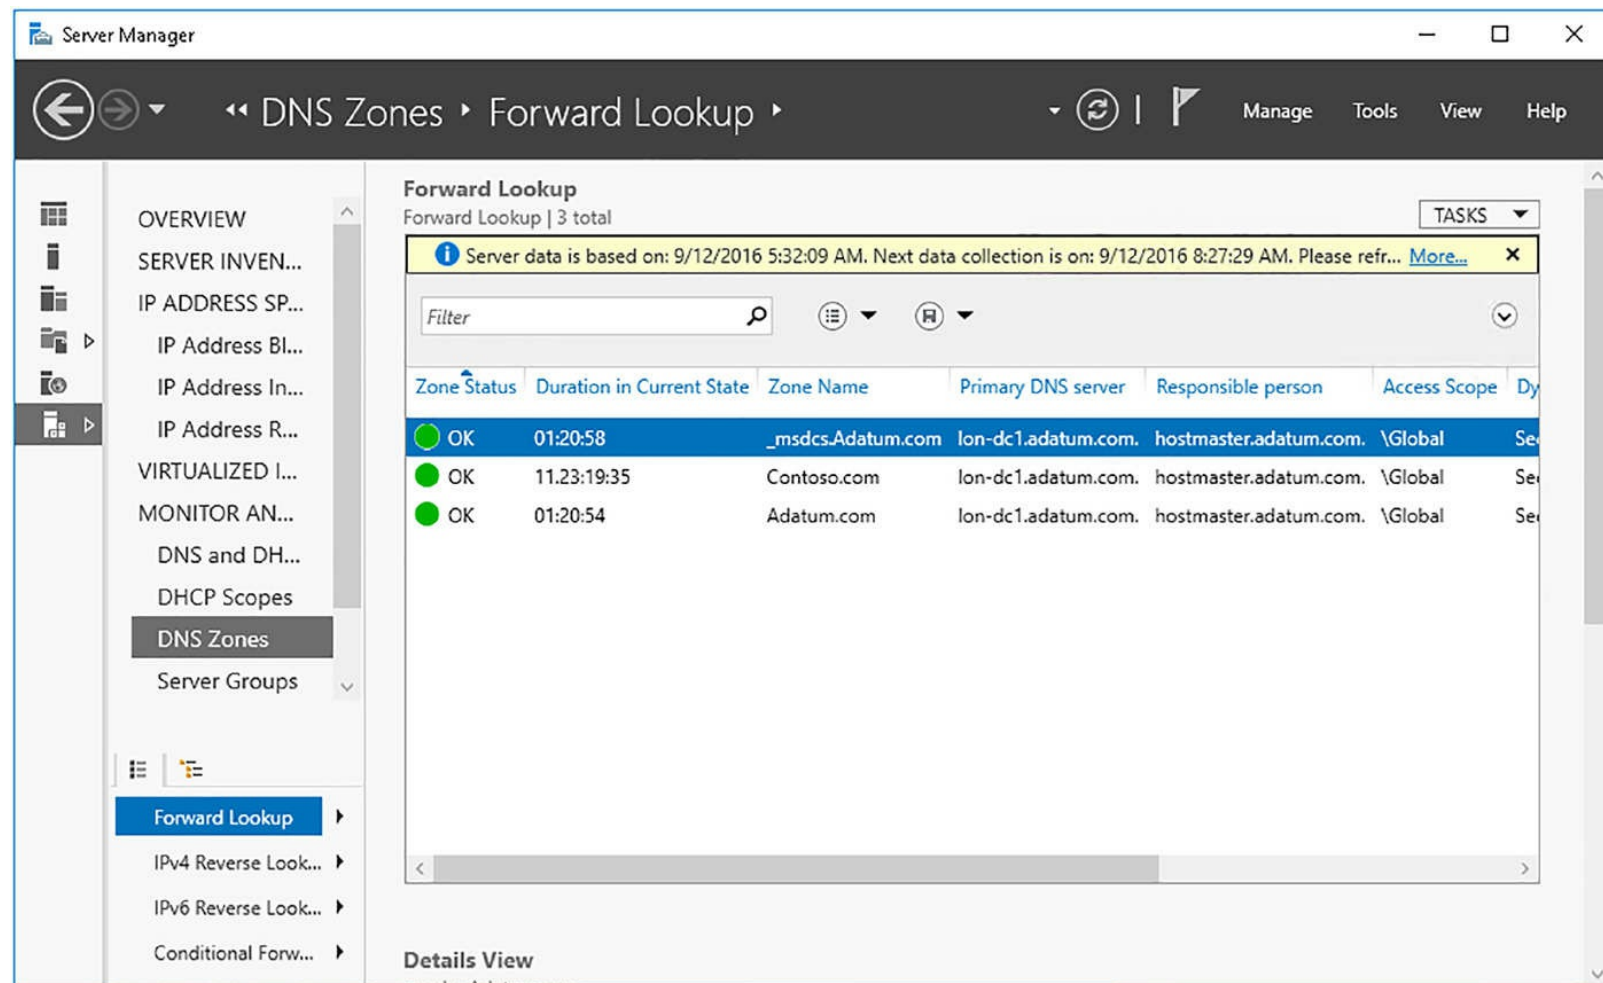 Server Manager
DNS Zones Forward Lookup
Manage Tools View Help
OVERVIEW
SERVER INVEN...
IP ADDRESS SP...
IP Address Bl...
IP Address In...
IP Address R...
VIRTUALIZED I...
MONITOR AN...
DNS and DH...
DHCP Scopes
DNS Zones
Server Groups
Forward Lookup
IPv4 Reverse Look...
IPv6 Reverse Look...
Conditional Forw...
Forward Lookup
Forward Lookup | 3 total
TASKS
Server data is based on: 9/12/2016 5:32:09 AM. Next data collection is on: 9/12/2016 8:27:29 AM. Please refr... More...
Filter
Zone Status Duration in Current State Zone Name Primary DNS server Responsible person Access Scope Dy
OK 01:20:58 _msdcs.Adatum.com lon-dc1.adatum.com. hostmaster.adatum.com. \Global Sec
OK 11.23:19:35 Contoso.com lon-dc1.adatum.com. hostmaster.adatum.com. \Global Sec
OK 01:20:54 Adatum.com lon-dc1.adatum.com. hostmaster.adatum.com. \Global Sec
Details View